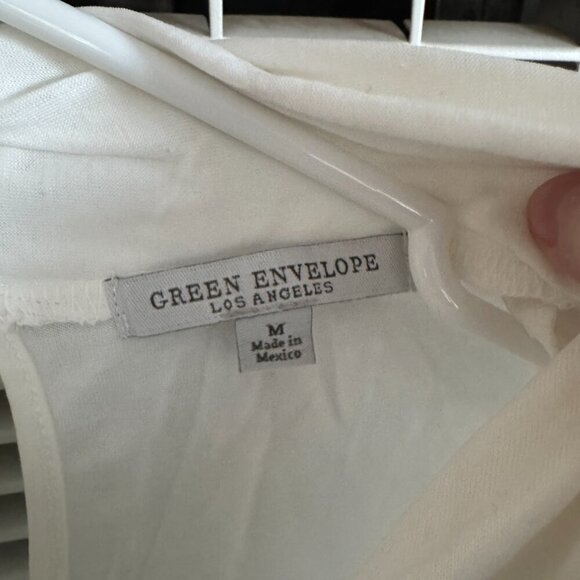 GREEN ENVELOPE
LOS ANGELES
M
Made in
Mexico